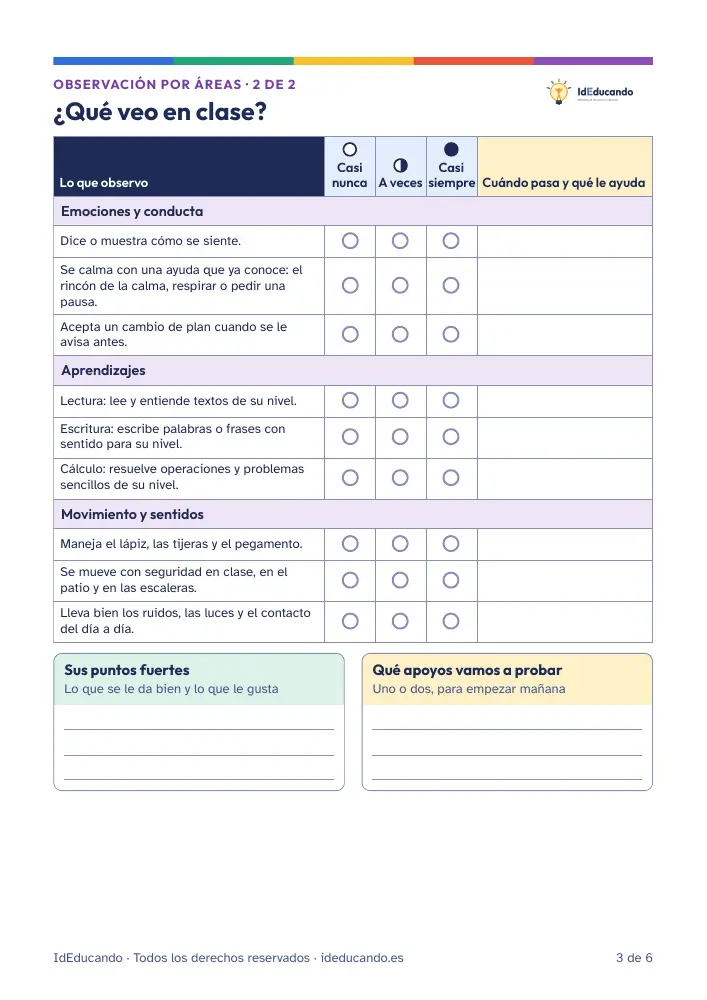 OBSERVACIÓN POR ÁREAS · 2 DE 2
¿Qué veo en clase?
IdEducando
Lo que observo
Casi
nunca
A veces
Casi
siempre
Cuándo pasa y qué le ayuda
Emociones y conducta
Dice o muestra cómo se siente.
Se calma con una ayuda que ya conoce: el
rincón de la calma, respirar o pedir una
pausa.
Acepta un cambio de plan cuando se le
avisa antes.
Aprendizajes
Lectura: lee y entiende textos de su nivel.
Escritura: escribe palabras o frases con
sentido para su nivel.
Cálculo: resuelve operaciones y problemas
sencillos de su nivel.
Movimiento y sentidos
Maneja el lápiz, las tijeras y el pegamento.
Se mueve con seguridad en clase, en el
patio y en las escaleras.
Lleva bien los ruidos, las luces y el contacto
del día a día.
Sus puntos fuertes
Lo que se le da bien y lo que le gusta
Qué apoyos vamos a probar
Uno o dos, para empezar mañana
IdEducando · Todos los derechos reservados · ideducando.es
3 de 6